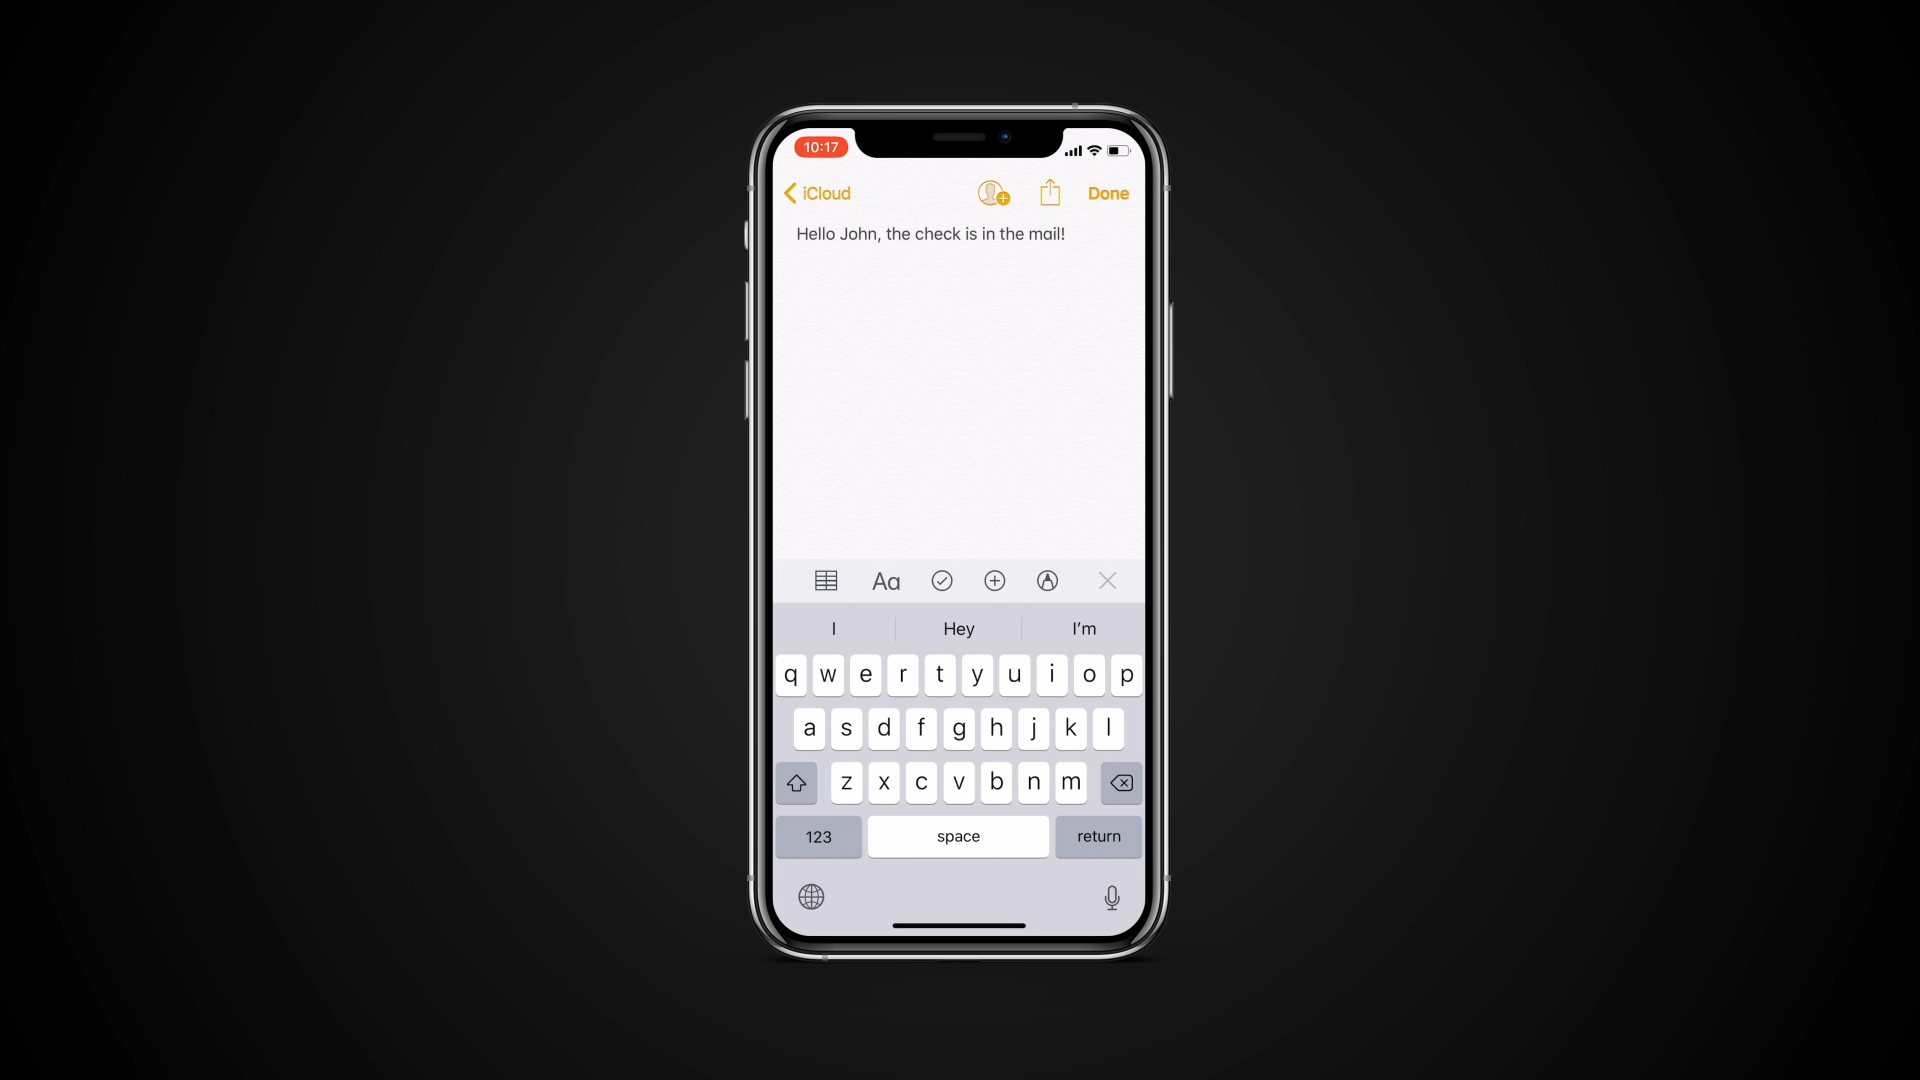 10:17
iCloud
Done
Hello John, the check is in the mail!
Aa
I
Hey
I'm
q w e r t y u i o p
a s d f g h j k l
z x c v b n m
123
space
return